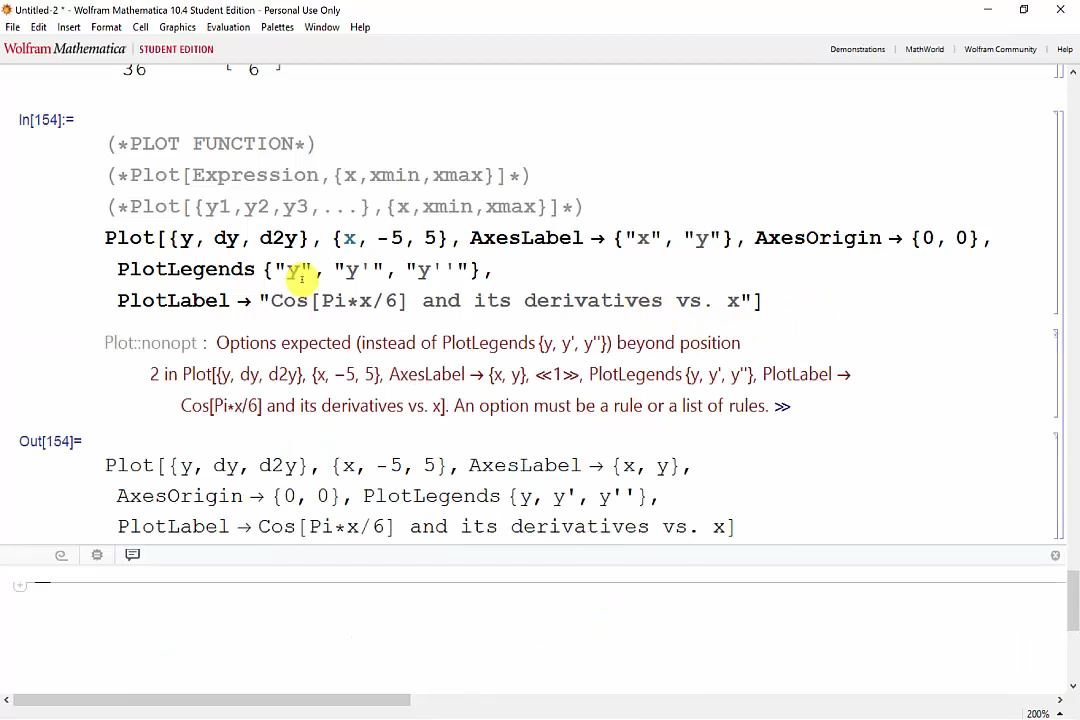 Untitled-2 * - Wolfram Mathematica 10.4 Student Edition - Personal Use Only
File Edit Insert Format Cell Graphics Evaluation Palettes Window Help
Wolfram Mathematica | STUDENT EDITION Demonstrations | MathWorld | Wolfram Community | Help
36 [ 6 ]
In[154]:=
(*PLOT FUNCTION*)
(*Plot[Expression,{x,xmin,xmax}]*)
(*Plot[{y1,y2,y3,...},{x,xmin,xmax}]*)
Plot[{y, dy, d2y}, {x, -5, 5}, AxesLabel → {"x", "y"}, AxesOrigin → {0, 0},
PlotLegends {"y", "y'", "y''"},
PlotLabel → "Cos[Pi*x/6] and its derivatives vs. x"]
Plot::nonopt : Options expected (instead of PlotLegends {y, y', y''}) beyond position
2 in Plot[{y, dy, d2y}, {x, −5, 5}, AxesLabel → {x, y}, ≪1≫, PlotLegends {y, y', y''}, PlotLabel →
Cos[Pi*x/6] and its derivatives vs. x]. An option must be a rule or a list of rules. ≫
Out[154]=
Plot[{y, dy, d2y}, {x, -5, 5}, AxesLabel → {x, y},
AxesOrigin → {0, 0}, PlotLegends {y, y', y''},
PlotLabel → Cos[Pi*x/6] and its derivatives vs. x]
200%